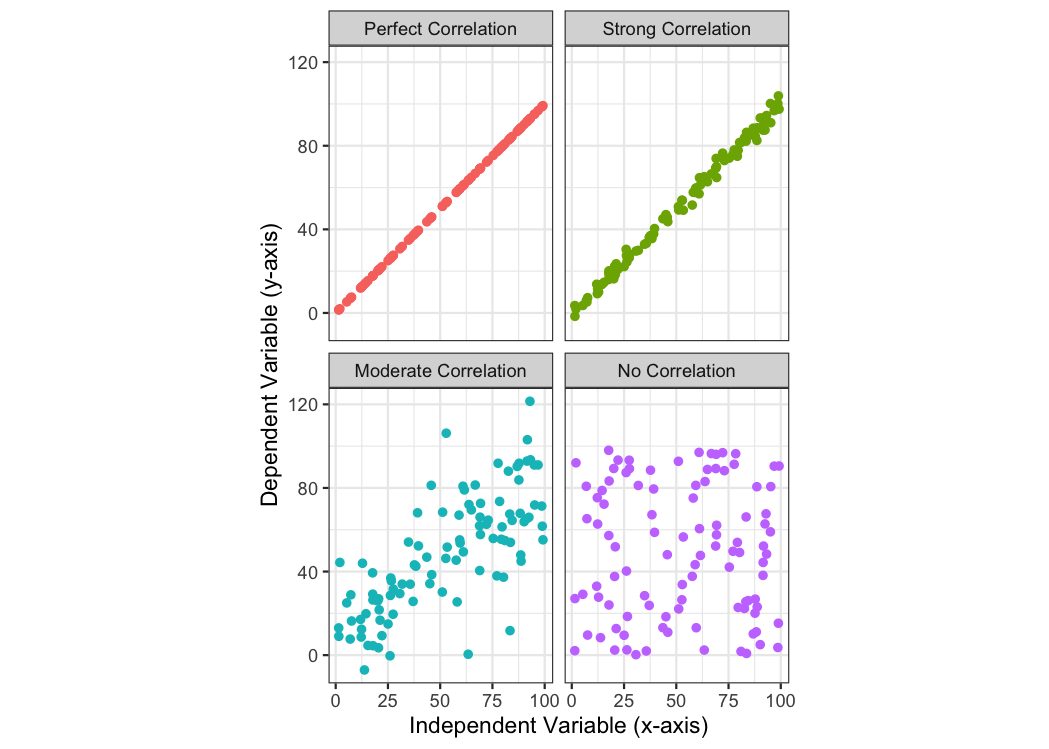 Perfect Correlation
Strong Correlation
120
80
40
0
Moderate Correlation
No Correlation
120
80
40
0
0 25 50 75 100
0 25 50 75 100
Independent Variable (x-axis)
Dependent Variable (y-axis)